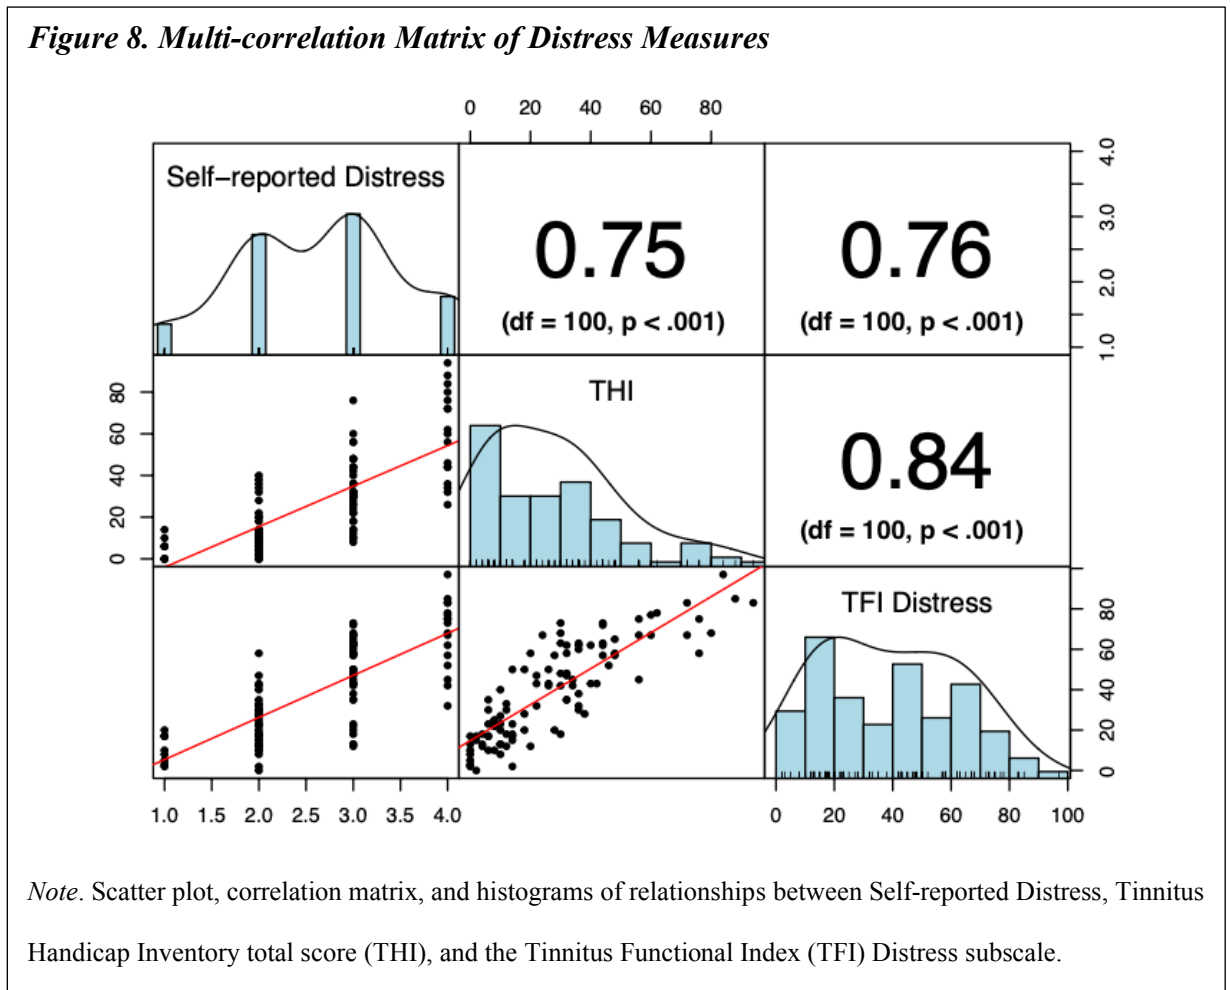 Figure 8. Multi-correlation Matrix of Distress Measures
0 20 40 60 80
Self-reported Distress
0.75
(df = 100, p < .001)
0.76
(df = 100, p < .001)
1.0 2.0 3.0 4.0
0 20 40 60 80
THI
0.84
(df = 100, p < .001)
TFI Distress
0 20 40 60 80
1.0 1.5 2.0 2.5 3.0 3.5 4.0
0 20 40 60 80 100
Note. Scatter plot, correlation matrix, and histograms of relationships between Self-reported Distress, Tinnitus
Handicap Inventory total score (THI), and the Tinnitus Functional Index (TFI) Distress subscale.